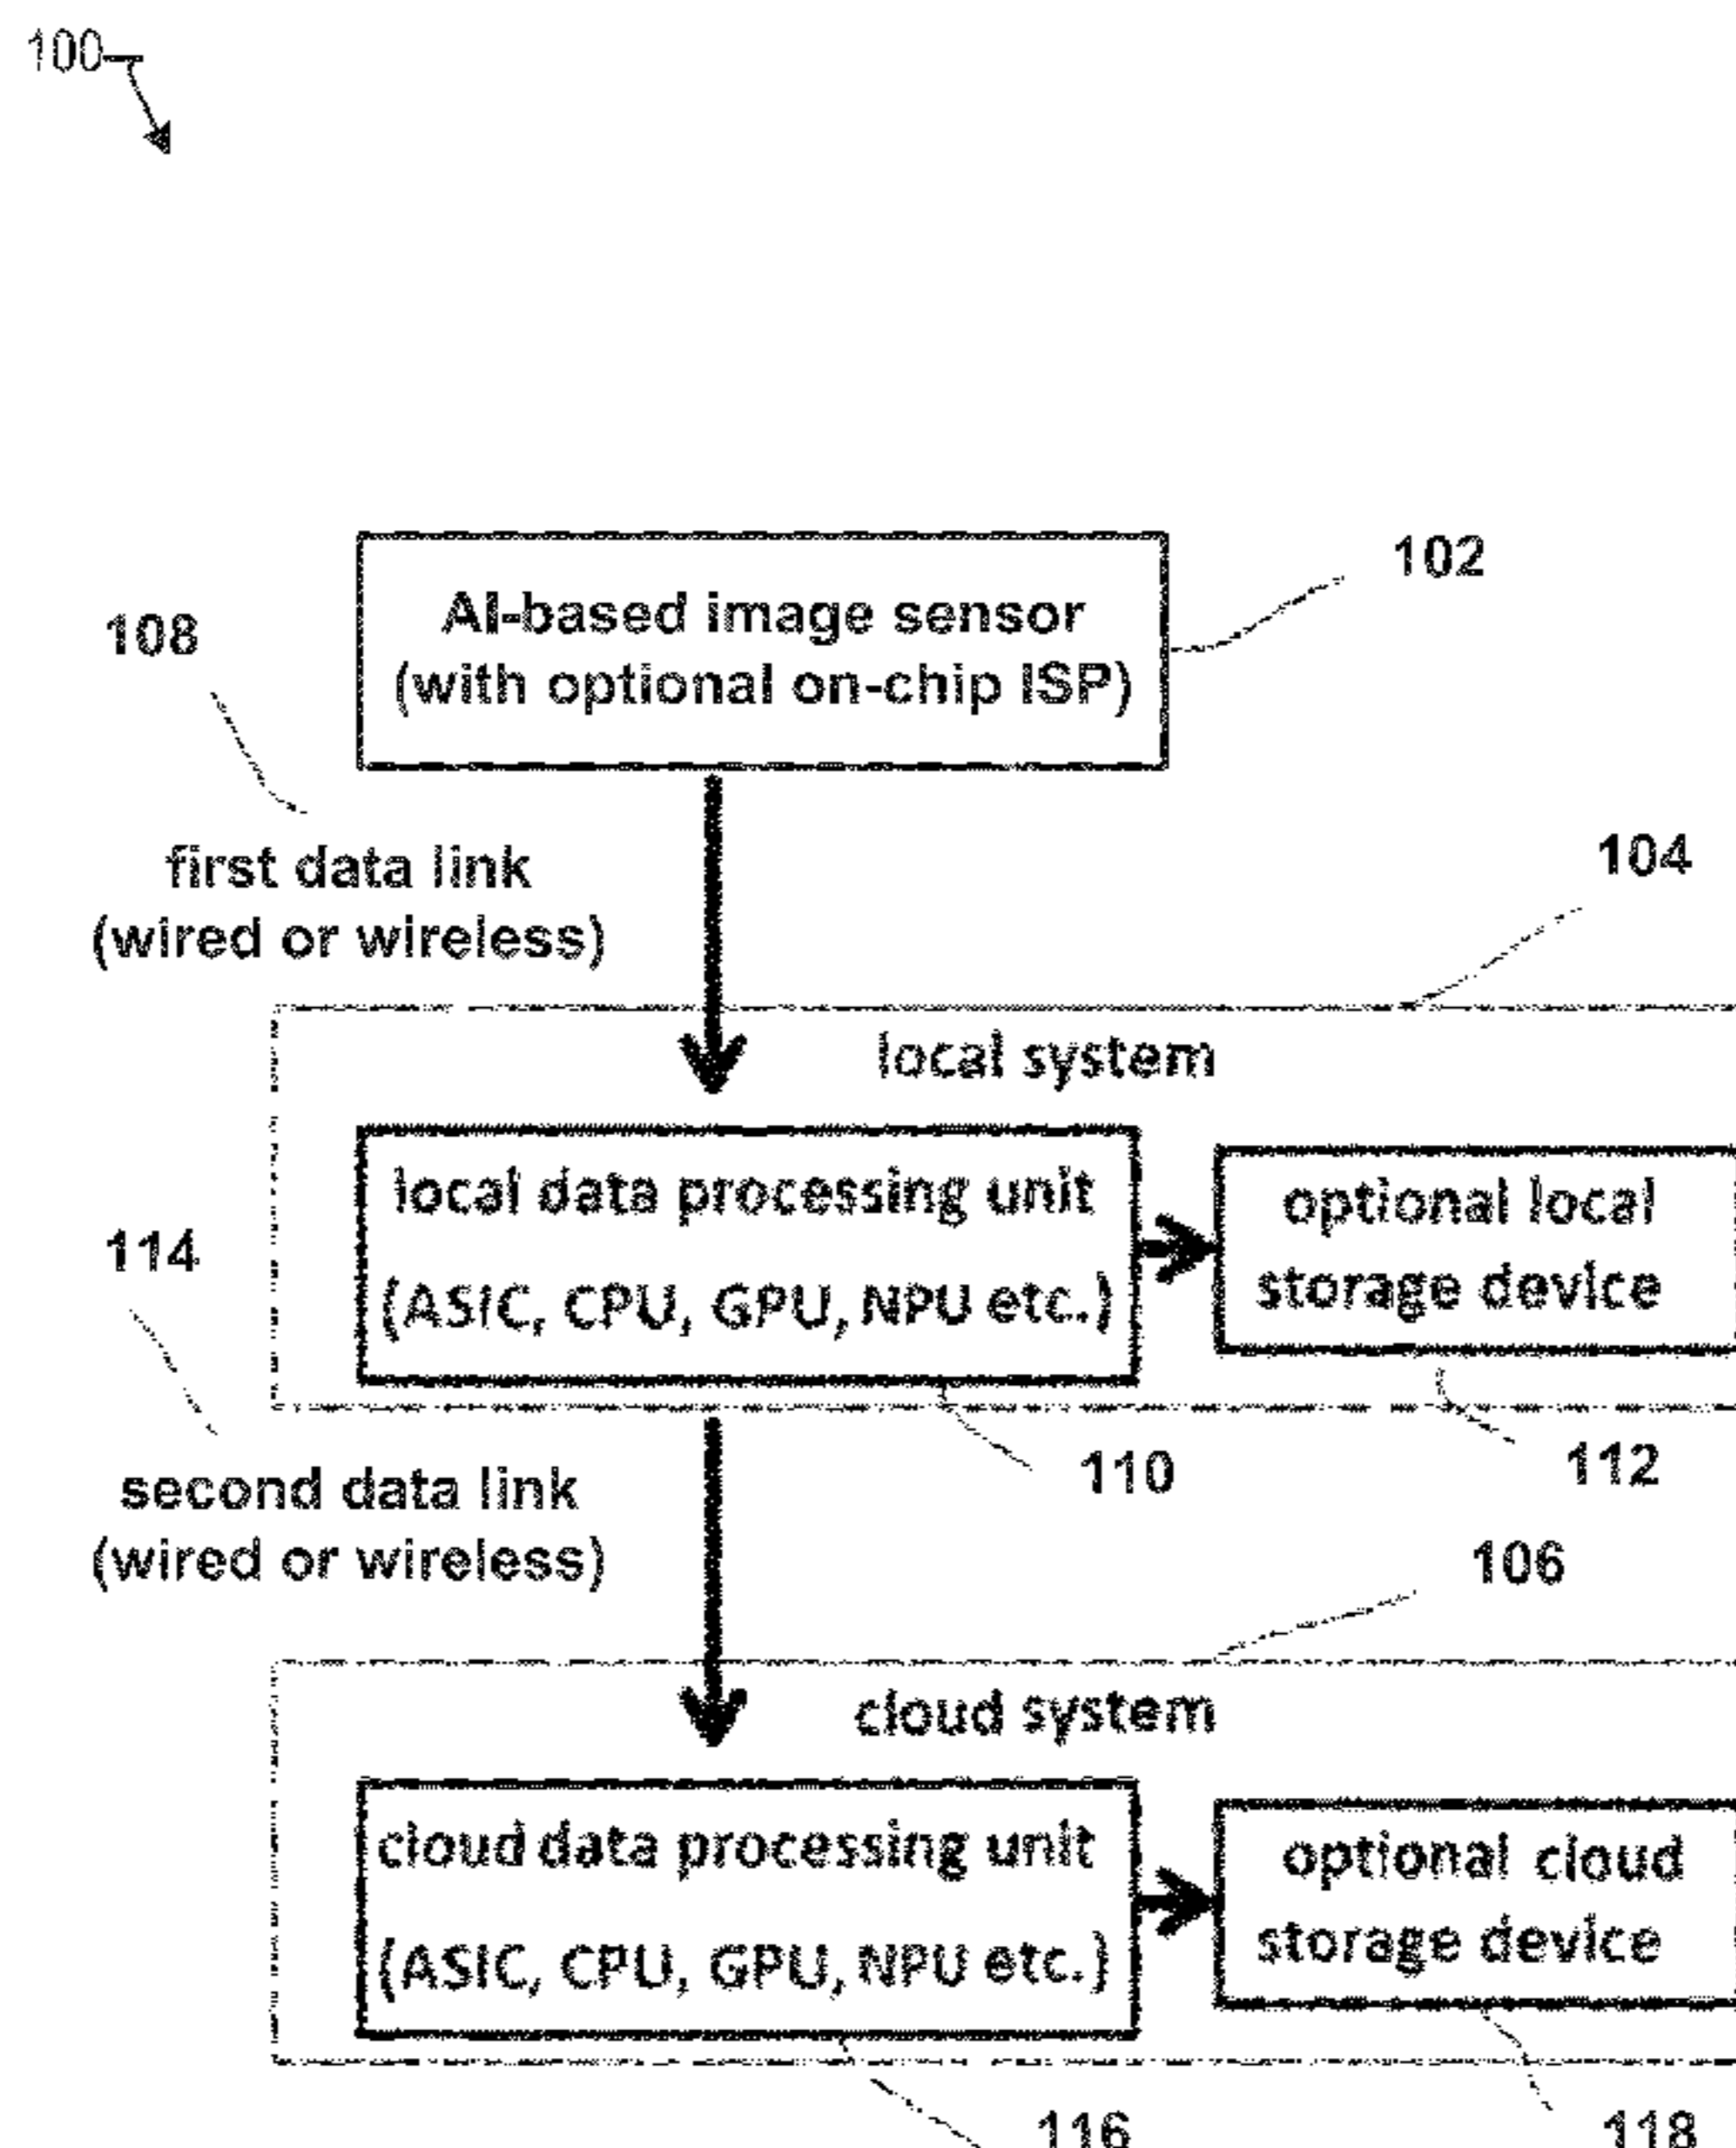 100
102
AI-based image sensor
(with optional on-chip ISP)
108
first data link
(wired or wireless)
104
local system
local data processing unit
(ASIC, CPU, GPU, NPU etc.)
optional local
storage device
114
110
112
second data link
(wired or wireless)
106
cloud system
cloud data processing unit
(ASIC, CPU, GPU, NPU etc.)
optional cloud
storage device
116
118